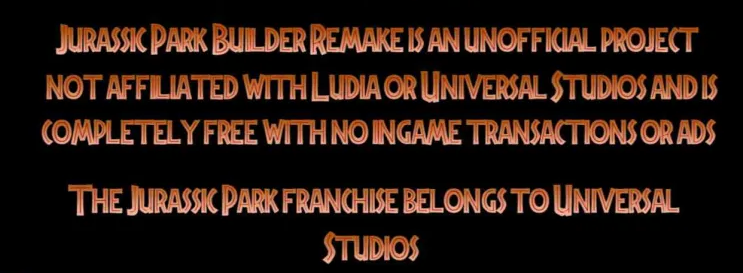 Jurassic Park Builder Remake is an unofficial project
not affiliated with Ludia or Universal Studios and is
completely free with no ingame transactions or ads
The Jurassic Park franchise belongs to Universal
Studios